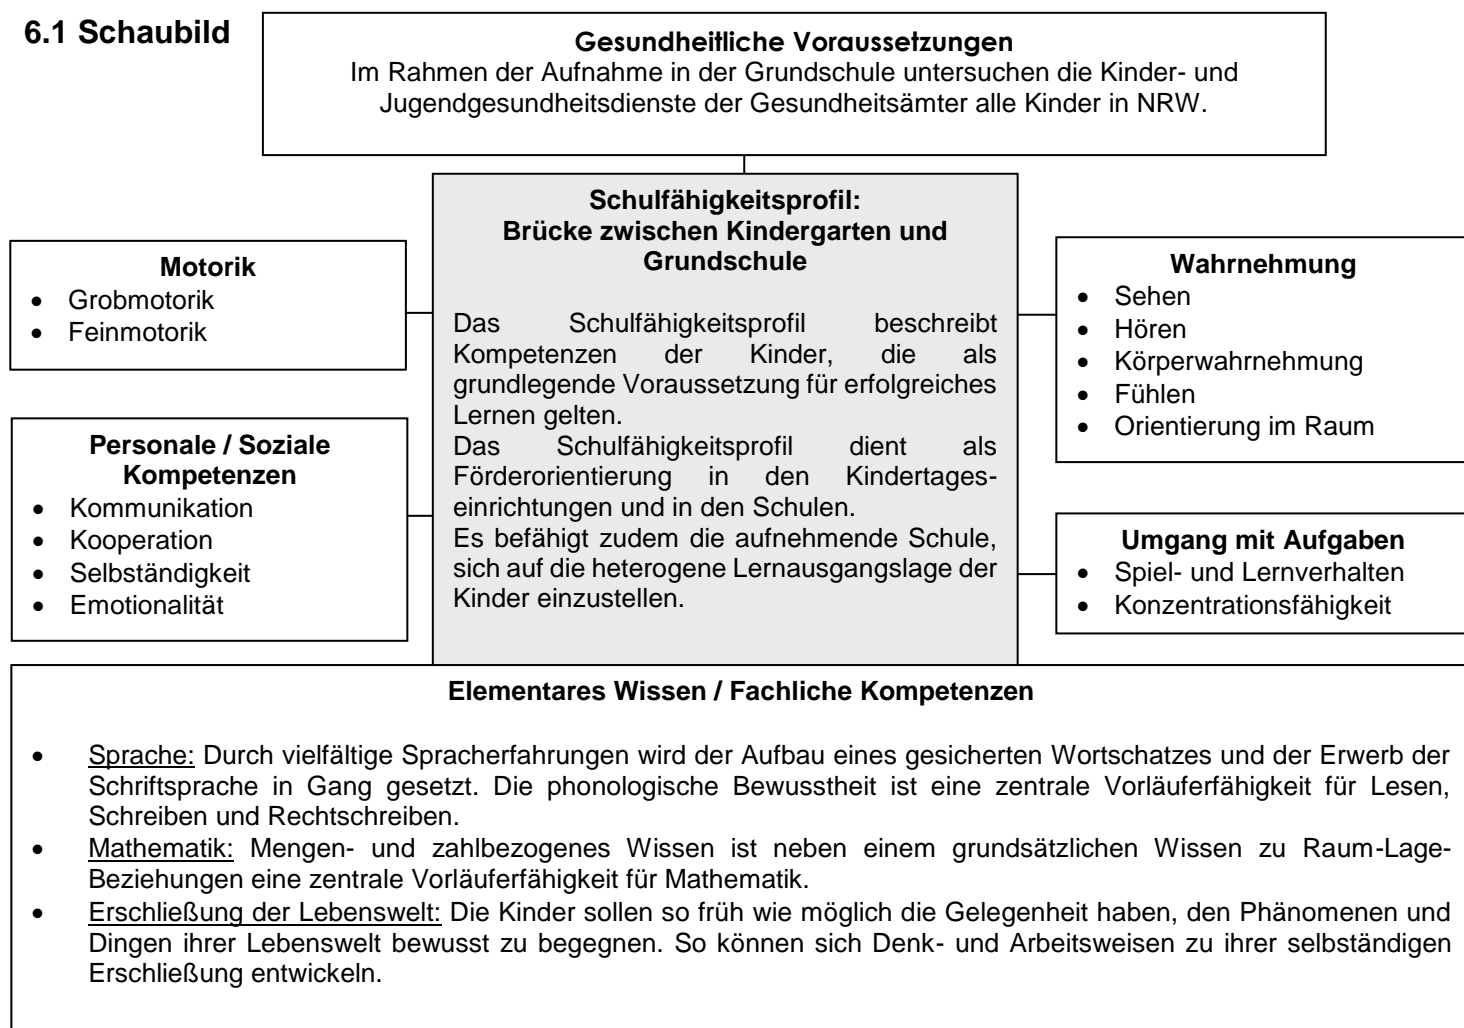 6.1 Schaubild
Gesundheitliche Voraussetzungen
Im Rahmen der Aufnahme in der Grundschule untersuchen die Kinder- und
Jugendgesundheitsdienste der Gesundheitsämter alle Kinder in NRW.
Schulfähigkeitsprofil:
Brücke zwischen Kindergarten und
Grundschule
Das Schulfähigkeitsprofil beschreibt
Kompetenzen der Kinder, die als
grundlegende Voraussetzung für erfolgreiches
Lernen gelten.
Das Schulfähigkeitsprofil dient als
Förderorientierung in den Kindertages-
einrichtungen und in den Schulen.
Es befähigt zudem die aufnehmende Schule,
sich auf die heterogene Lernausgangslage der
Kinder einzustellen.
Motorik
• Grobmotorik
• Feinmotorik
Personale / Soziale
Kompetenzen
• Kommunikation
• Kooperation
• Selbständigkeit
• Emotionalität
Wahrnehmung
• Sehen
• Hören
• Körperwahrnehmung
• Fühlen
• Orientierung im Raum
Umgang mit Aufgaben
• Spiel- und Lernverhalten
• Konzentrationsfähigkeit
Elementares Wissen / Fachliche Kompetenzen
• Sprache: Durch vielfältige Spracherfahrungen wird der Aufbau eines gesicherten Wortschatzes und der Erwerb der
Schriftsprache in Gang gesetzt. Die phonologische Bewusstheit ist eine zentrale Vorläuferfähigkeit für Lesen,
Schreiben und Rechtschreiben.
• Mathematik: Mengen- und zahlbezogenes Wissen ist neben einem grundsätzlichen Wissen zu Raum-Lage-
Beziehungen eine zentrale Vorläuferfähigkeit für Mathematik.
• Erschließung der Lebenswelt: Die Kinder sollen so früh wie möglich die Gelegenheit haben, den Phänomenen und
Dingen ihrer Lebenswelt bewusst zu begegnen. So können sich Denk- und Arbeitsweisen zu ihrer selbständigen
Erschließung entwickeln.